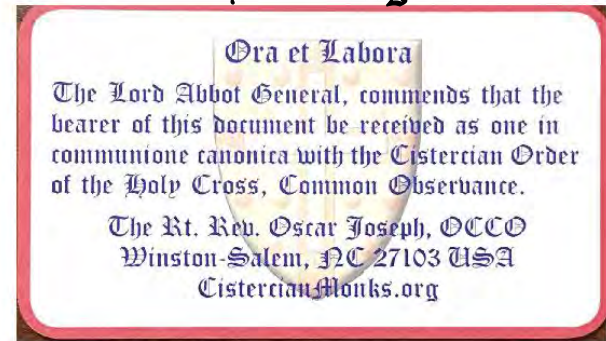 Ora et Labora
The Lord Abbot General, commends that the
bearer of this document be received as one in
communione canonica with the Cistercian Order
of the Holy Cross, Common Observance.
The Rt. Rev. Oscar Joseph, OCCO
Winston-Salem, NC 27103 USA
CistercianMonks.org